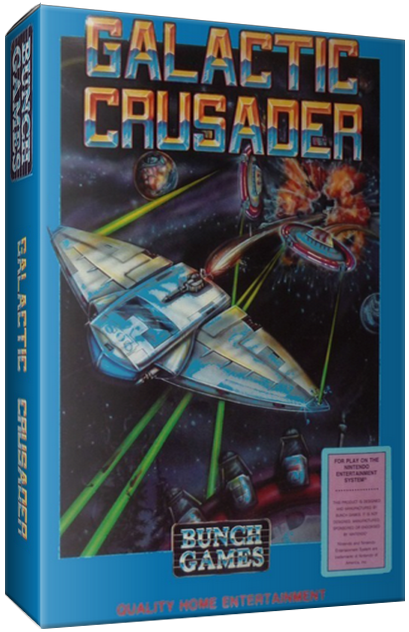 GALACTIC
CRUSADER
BUNCH
GAMES
GALACTIC CRUSADER
FOR PLAY ON THE
NINTENDO
ENTERTAINMENT
SYSTEM*
BUNCH
GAMES
QUALITY HOME ENTERTAINMENT